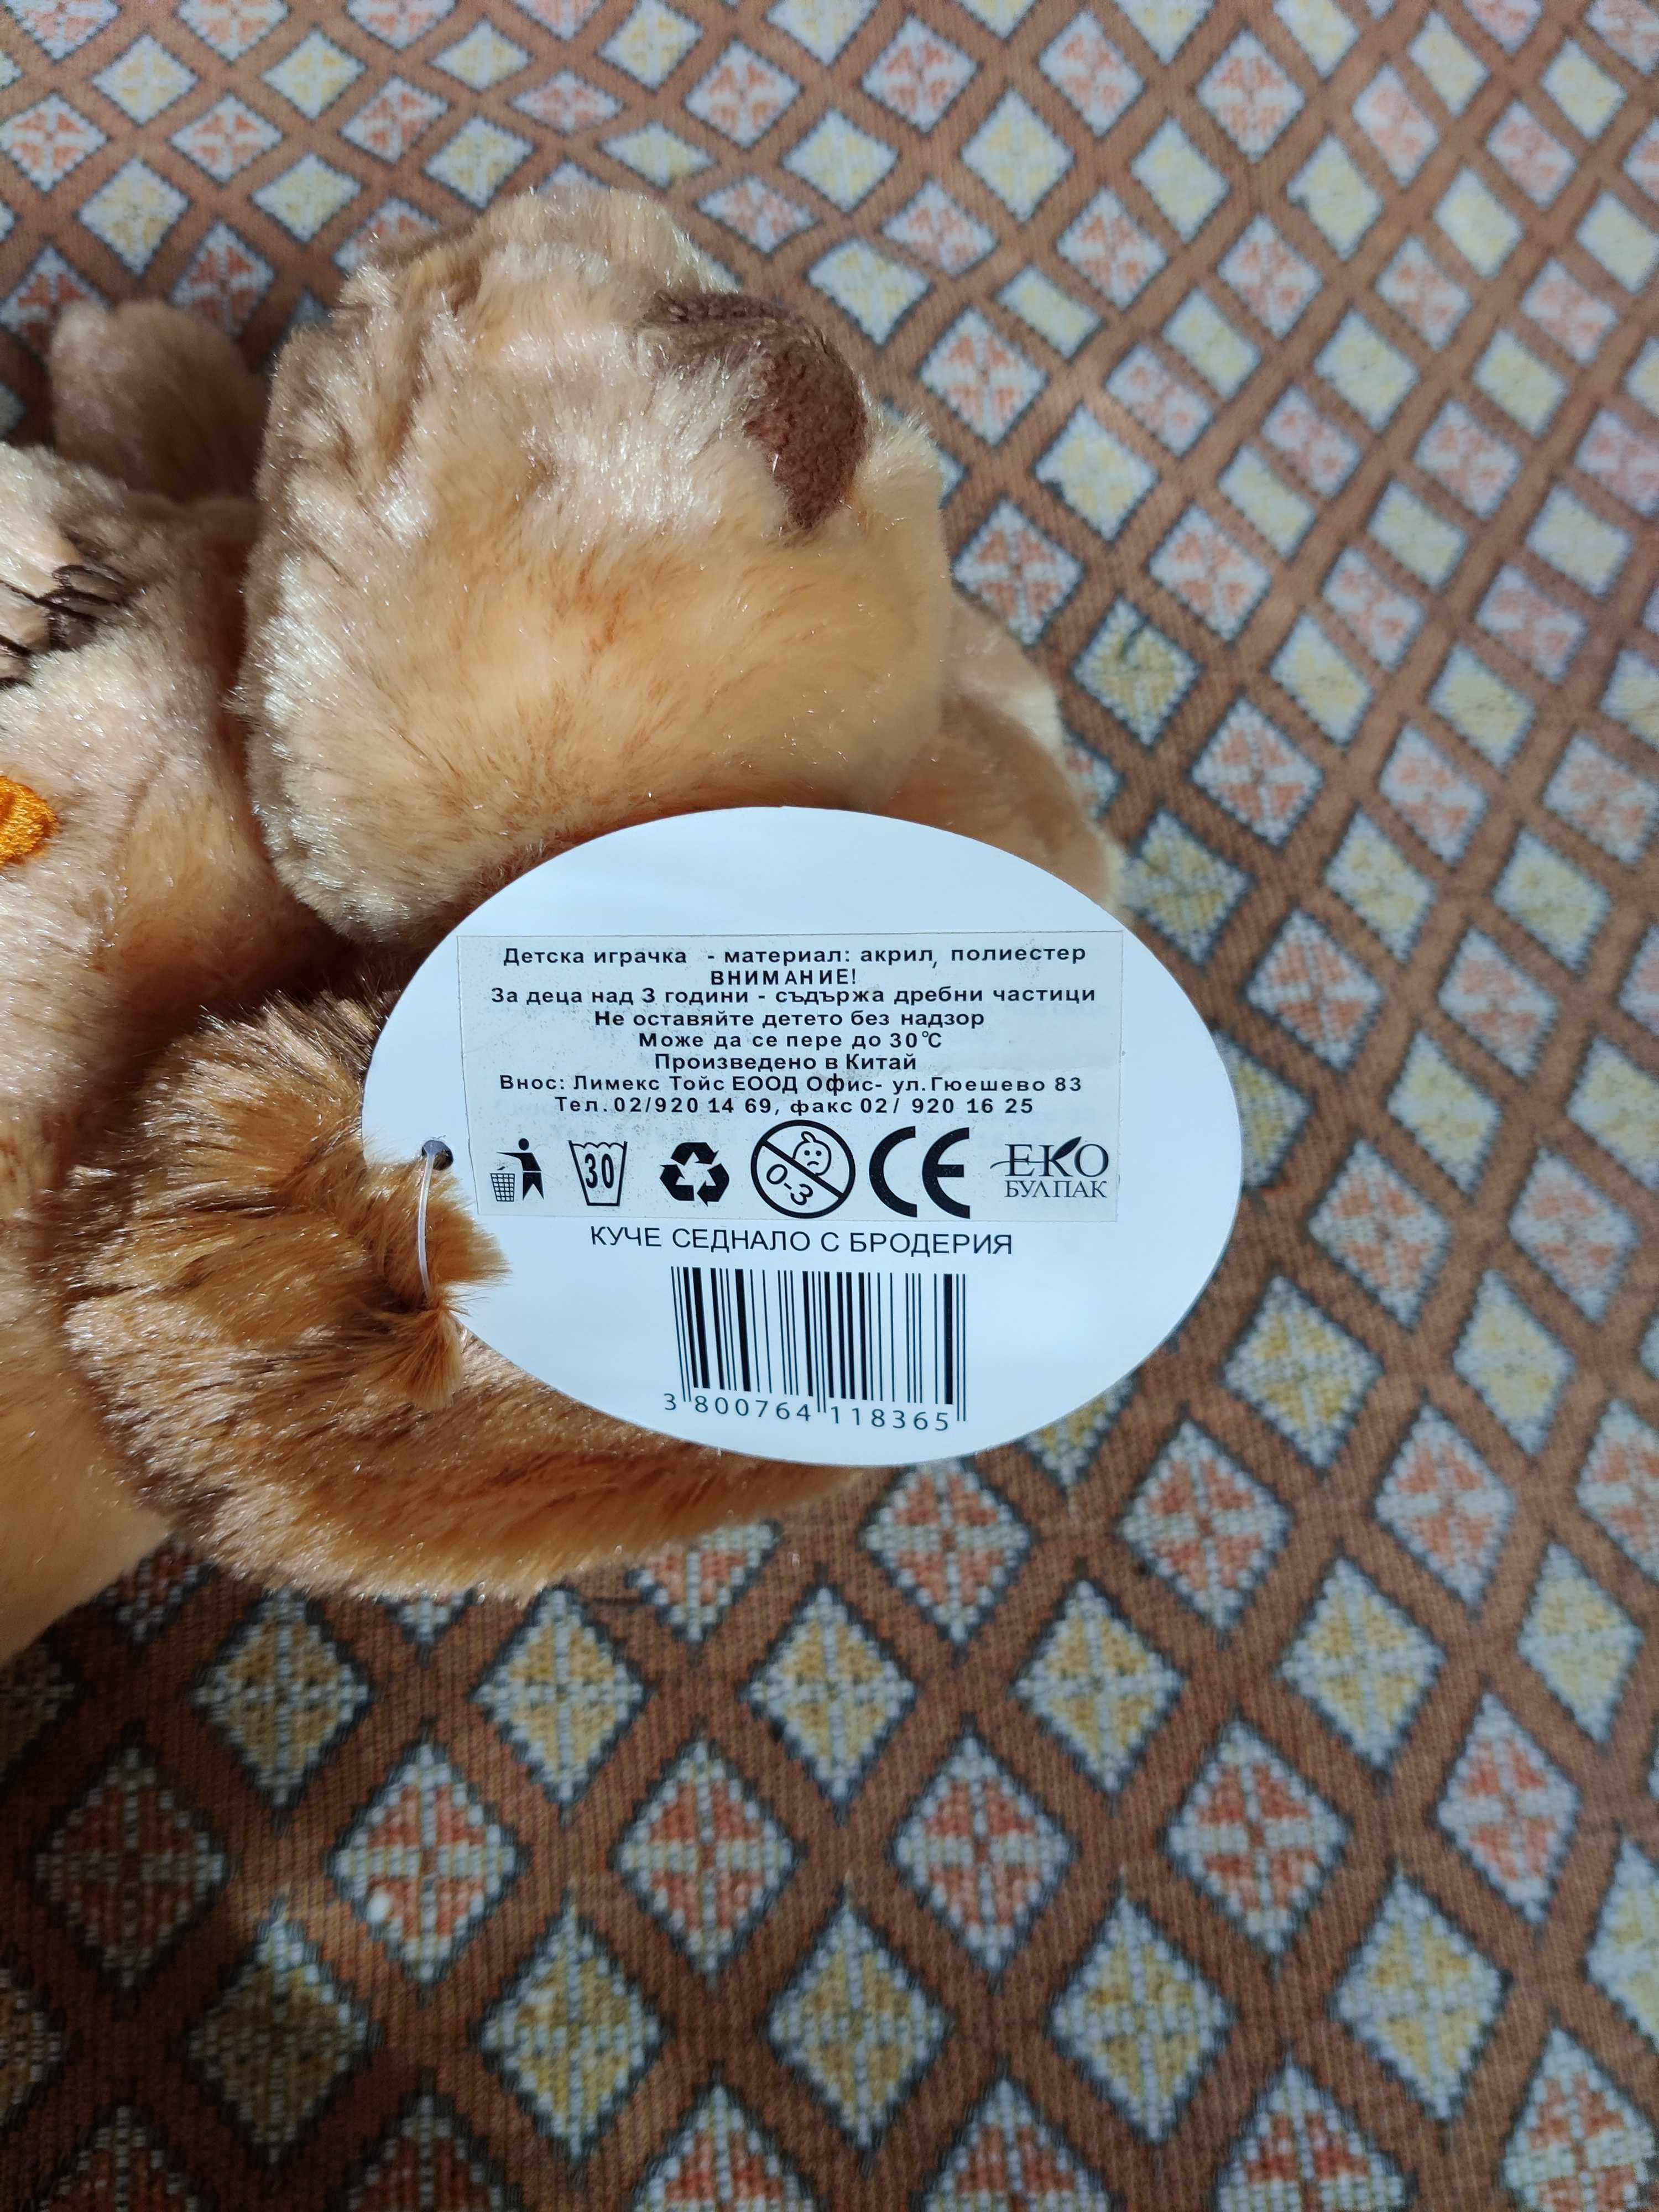 Детска играчка - материал: акрил, полиестер
ВНИМАНИЕ!
За деца над 3 години - съдържа дребни частици
Не оставяйте детето без надзор
Може да се пере до 30℃
Произведено в Китай
Внос: Лимекс Тойс ЕООД Офис- ул. Гюешево 83
Тел. 02/920 14 69, факс 02/ 920 16 25
30
0-3
CE
ЕКО
БУЛПАК
КУЧЕ СЕДНАЛО С БРОДЕРИЯ
3 800764 118365